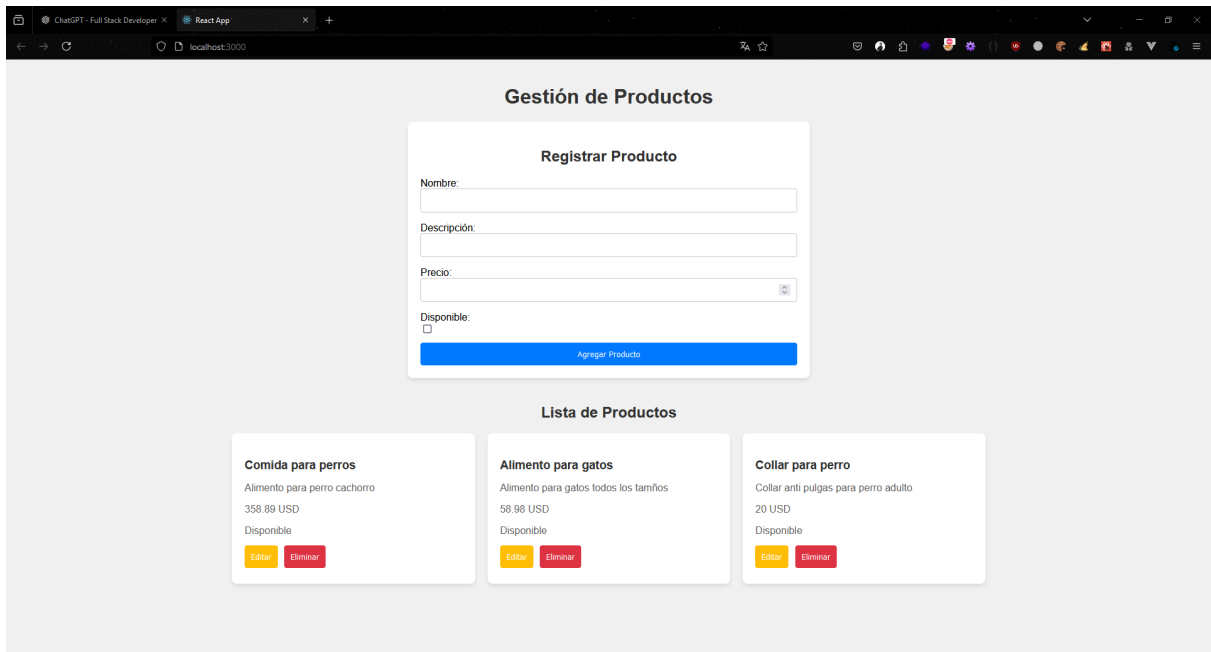 ChatGPT - Full Stack Developer
React App
localhost:3000
Gestión de Productos
Registrar Producto
Nombre:
Descripción:
Precio:
Disponible:
Agregar Producto
Lista de Productos
Comida para perros
Alimento para perro cachorro
358.89 USD
Disponible
Editar Eliminar
Alimento para gatos
Alimento para gatos todos los tamños
58.98 USD
Disponible
Editar Eliminar
Collar para perro
Collar anti pulgas para perro adulto
20 USD
Disponible
Editar Eliminar